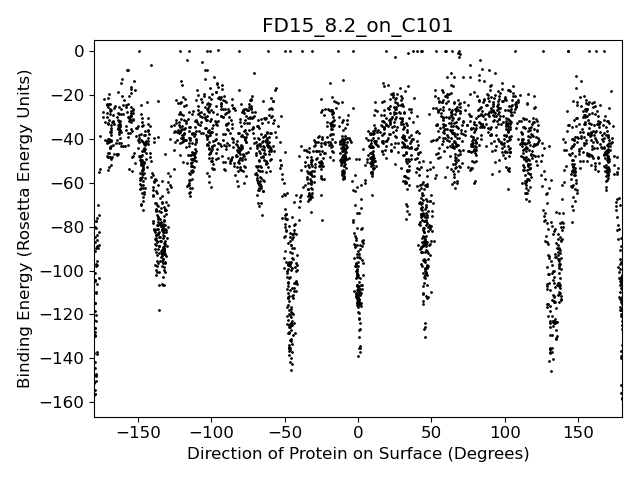 FD15_8.2_on_C101
Binding Energy (Rosetta Energy Units)
0
−20
−40
−60
−80
−100
−120
−140
−160
−150 −100 −50 0 50 100 150
Direction of Protein on Surface (Degrees)